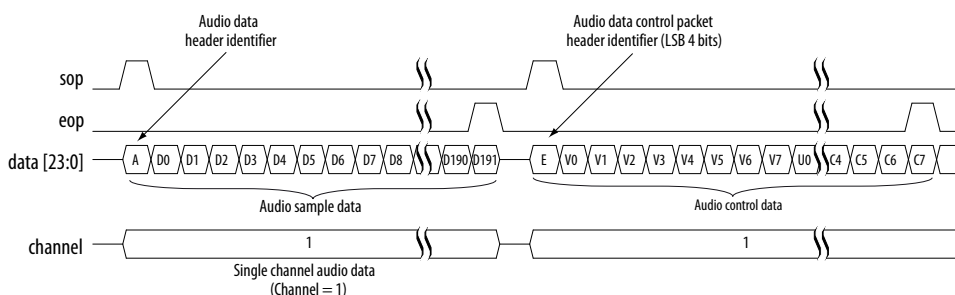 Audio data
header identifier
Audio data control packet
header identifier (LSB 4 bits)
sop
eop
data [23:0]
A D0 D1 D2 D3 D4 D5 D6 D7 D8 D190 D191 E V0 V1 V2 V3 V4 V5 V6 V7 U0 C4 C5 C6 C7
Audio sample data
Audio control data
channel
1
1
Single channel audio data
(Channel = 1)